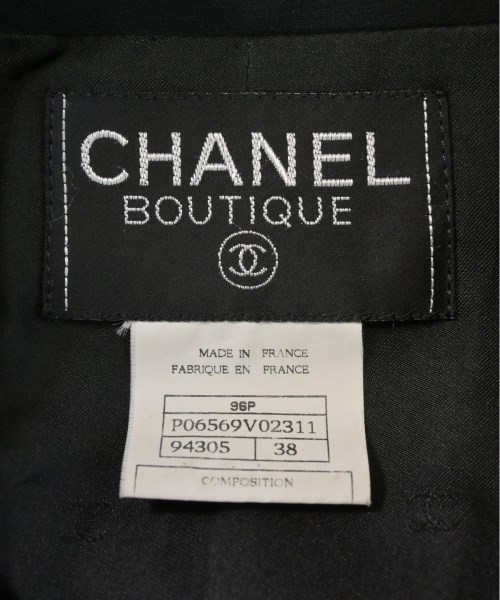 CHANEL
BOUTIQUE
MADE IN FRANCE
FABRIQUE EN FRANCE
96P
P06569V02311
94305 38
COMPOSITION